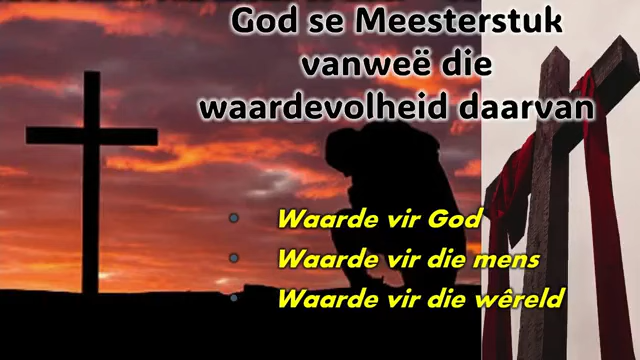 God se Meesterstuk
vanweë die
waardevolheid daarvan
• Waarde vir God
• Waarde vir die mens
• Waarde vir die wêreld